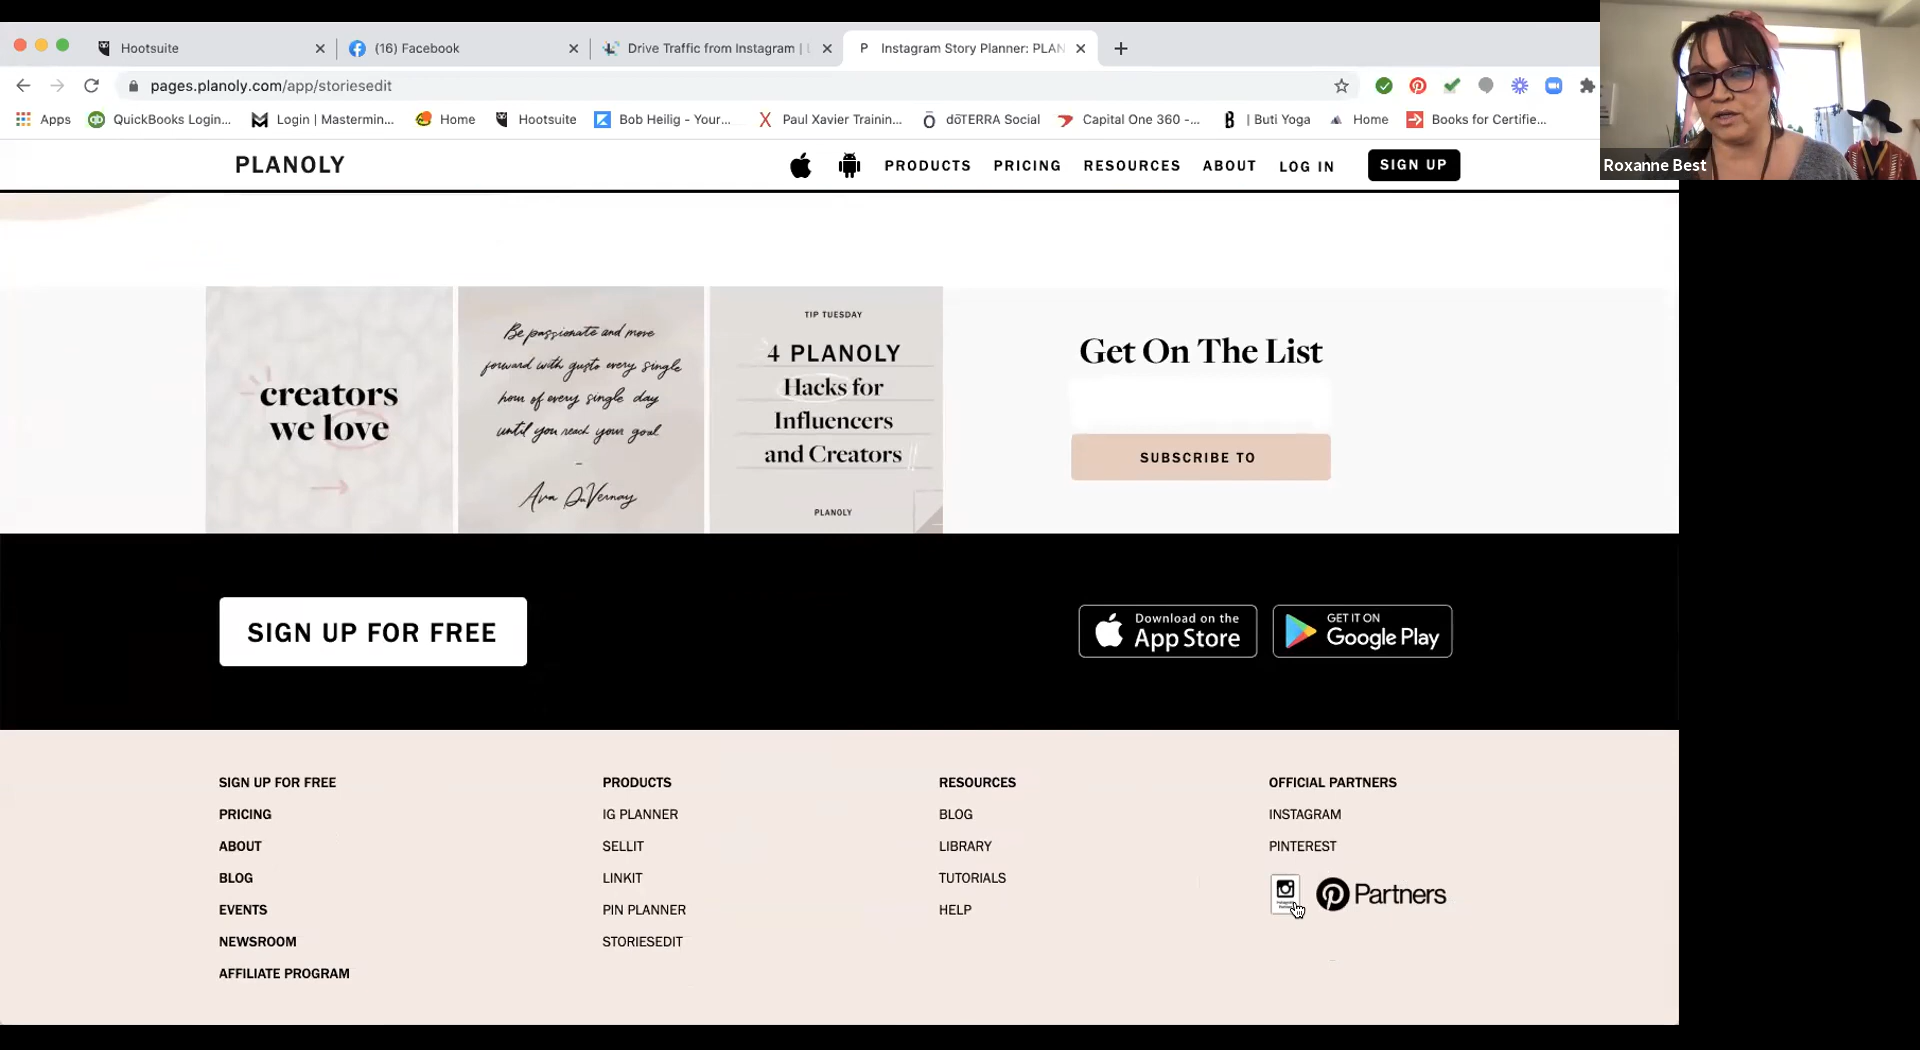 Hootsuite
(16) Facebook
Drive Traffic from Instagram |
P Instagram Story Planner: PLAN
pages.planoly.com/app/storiesedit
Apps
QuickBooks Login...
Login | Mastermin...
Home
Hootsuite
Bob Heilig - Your...
Paul Xavier Trainin...
dōTERRA Social
Capital One 360 -...
| Buti Yoga
Home
Books for Certifie...
Roxanne Best
PLANOLY
PRODUCTS
PRICING
RESOURCES
ABOUT
LOG IN
SIGN UP
creators
we love
Be passionate and move
forward with gusto every single
hour of every single day
until you reach your goal
–
Ava DuVernay
TIP TUESDAY
4 PLANOLY
Hacks for
Influencers
and Creators
PLANOLY
Get On The List
SUBSCRIBE TO
SIGN UP FOR FREE
Download on the
App Store
GET IT ON
Google Play
SIGN UP FOR FREE
PRICING
ABOUT
BLOG
EVENTS
NEWSROOM
AFFILIATE PROGRAM
PRODUCTS
IG PLANNER
SELLIT
LINKIT
PIN PLANNER
STORIESEDIT
RESOURCES
BLOG
LIBRARY
TUTORIALS
HELP
OFFICIAL PARTNERS
INSTAGRAM
PINTEREST
Partners